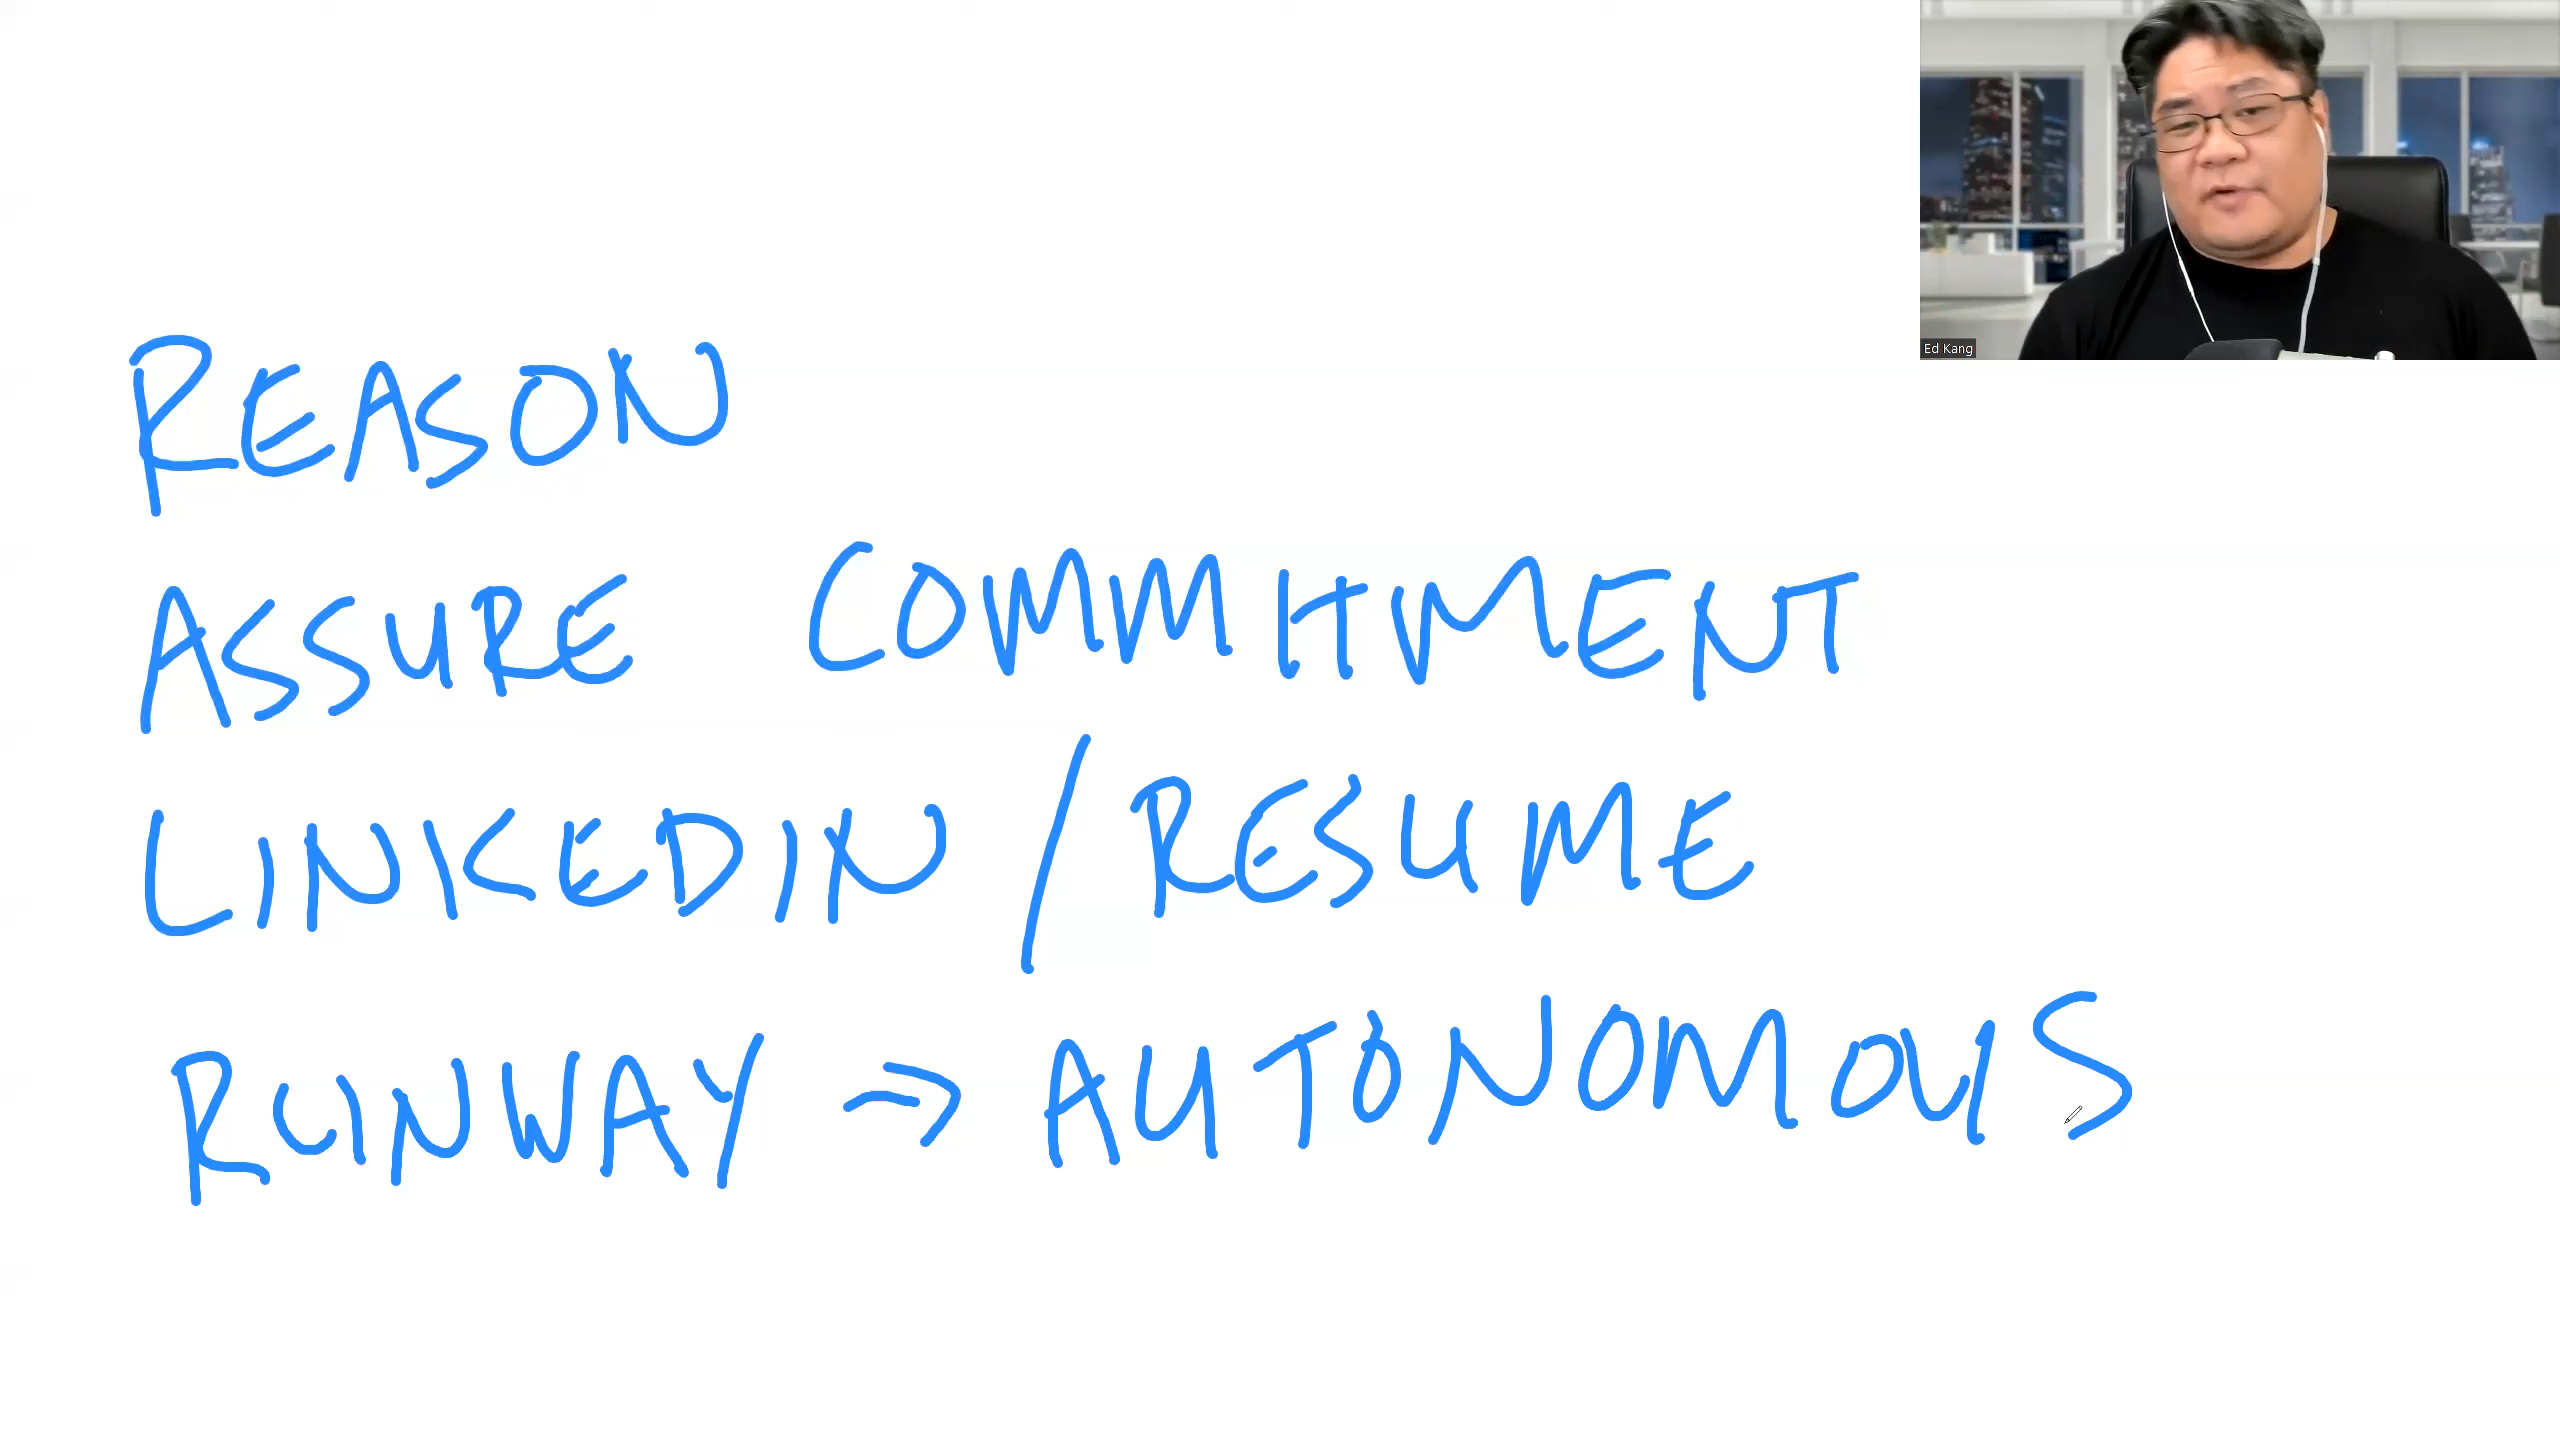 Ed Kang
REASON
ASSURE COMMITMENT
LINKEDIN / RESUME
RUNWAY → AUTONOMOUS